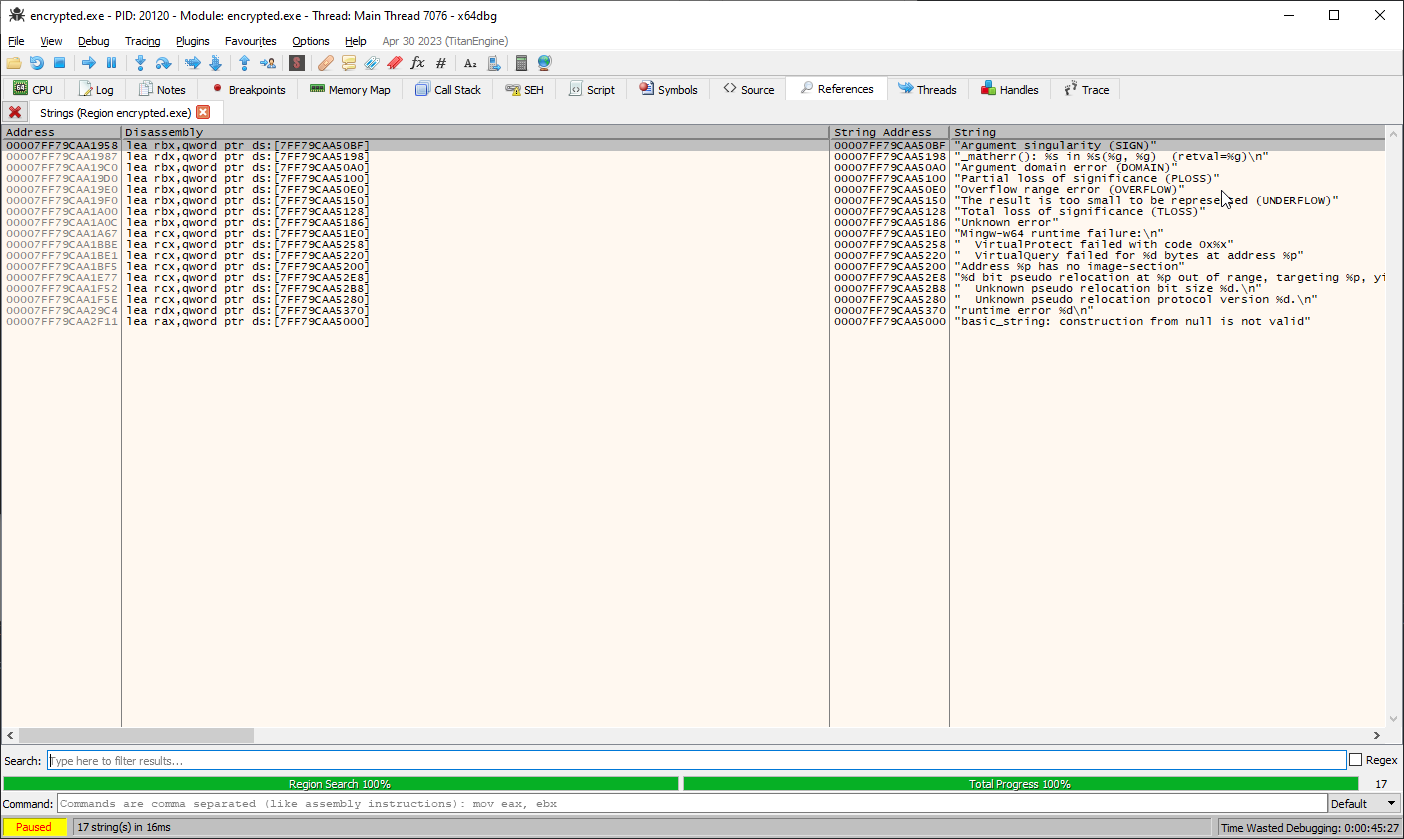 encrypted.exe - PID: 20120 - Module: encrypted.exe - Thread: Main Thread 7076 - x64dbg
File View Debug Tracing Plugins Favourites Options Help Apr 30 2023 (TitanEngine)
CPU Log Notes Breakpoints Memory Map Call Stack SEH Script Symbols Source References Threads Handles Trace
Strings (Region encrypted.exe)
Address Disassembly String Address String
00007FF79CAA1958 lea rbx,qword ptr ds:[7FF79CAA50BF] 00007FF79CAA50BF "Argument singularity (SIGN)"
00007FF79CAA1987 lea rdx,qword ptr ds:[7FF79CAA5198] 00007FF79CAA5198 "_matherr(): %s in %s(%g, %g)  (retval=%g)\n"
00007FF79CAA19C0 lea rbx,qword ptr ds:[7FF79CAA50A0] 00007FF79CAA50A0 "Argument domain error (DOMAIN)"
00007FF79CAA19D0 lea rbx,qword ptr ds:[7FF79CAA5100] 00007FF79CAA5100 "Partial loss of significance (PLOSS)"
00007FF79CAA19E0 lea rbx,qword ptr ds:[7FF79CAA50E0] 00007FF79CAA50E0 "Overflow range error (OVERFLOW)"
00007FF79CAA19F0 lea rbx,qword ptr ds:[7FF79CAA5150] 00007FF79CAA5150 "The result is too small to be represented (UNDERFLOW)"
00007FF79CAA1A00 lea rbx,qword ptr ds:[7FF79CAA5128] 00007FF79CAA5128 "Total loss of significance (TLOSS)"
00007FF79CAA1A0C lea rbx,qword ptr ds:[7FF79CAA5186] 00007FF79CAA5186 "Unknown error"
00007FF79CAA1A67 lea rcx,qword ptr ds:[7FF79CAA51E0] 00007FF79CAA51E0 "Mingw-w64 runtime failure:\n"
00007FF79CAA1BBE lea rcx,qword ptr ds:[7FF79CAA5258] 00007FF79CAA5258 "  VirtualProtect failed with code 0x%x"
00007FF79CAA1BE1 lea rcx,qword ptr ds:[7FF79CAA5220] 00007FF79CAA5220 "  VirtualQuery failed for %d bytes at address %p"
00007FF79CAA1BF5 lea rcx,qword ptr ds:[7FF79CAA5200] 00007FF79CAA5200 "Address %p has no image-section"
00007FF79CAA1E77 lea rcx,qword ptr ds:[7FF79CAA52E8] 00007FF79CAA52E8 "%d bit pseudo relocation at %p out of range, targeting %p, yi
00007FF79CAA1F52 lea rcx,qword ptr ds:[7FF79CAA52B8] 00007FF79CAA52B8 "  Unknown pseudo relocation bit size %d.\n"
00007FF79CAA1F5E lea rcx,qword ptr ds:[7FF79CAA5280] 00007FF79CAA5280 "  Unknown pseudo relocation protocol version %d.\n"
00007FF79CAA29C4 lea rdx,qword ptr ds:[7FF79CAA5370] 00007FF79CAA5370 "runtime error %d\n"
00007FF79CAA2F11 lea rax,qword ptr ds:[7FF79CAA5000] 00007FF79CAA5000 "basic_string: construction from null is not valid"
Search: Type here to filter results... Regex
Region Search 100% Total Progress 100% 17
Command: Commands are comma separated (like assembly instructions): mov eax, ebx Default
Paused 17 string(s) in 16ms Time Wasted Debugging: 0:00:45:27